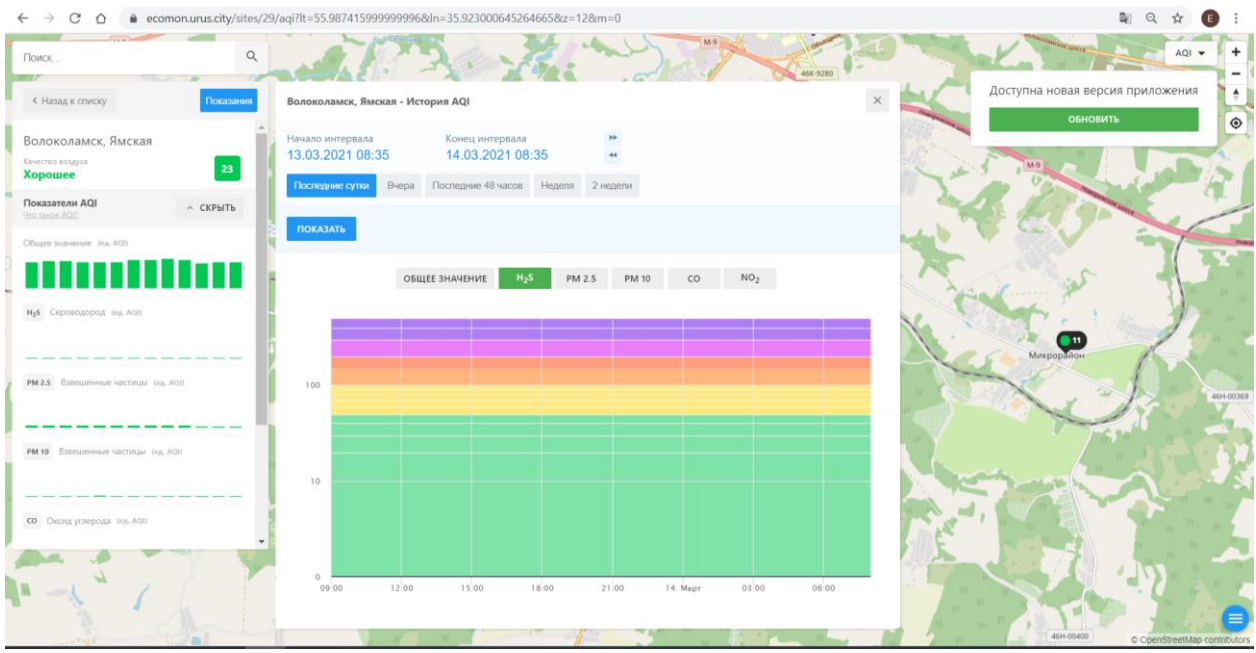 ecomon.urus.city/sites/29/aqi?lt=55.987415999999996&ln=35.923000645264665&z=12&m=0
E
Поиск...
М-9
46К-9280
AQI
+
−
Доступна новая версия приложения
ОБНОВИТЬ
Назад к списку
Показания
Волоколамск, Ямская
Качество воздуха
Хорошее
23
Показатели AQI
Что такое AQI?
СКРЫТЬ
Общее значение (ед. AQI)
H₂S Сероводород (ед. AQI)
PM 2.5 Взвешенные частицы (ед. AQI)
PM 10 Взвешенные частицы (ед. AQI)
CO Оксид углерода (ед. AQI)
Волоколамск, Ямская - История AQI
Начало интервала
Конец интервала
13.03.2021 08:35
14.03.2021 08:35
Последние сутки
Вчера
Последние 48 часов
Неделя
2 недели
ПОКАЗАТЬ
ОБЩЕЕ ЗНАЧЕНИЕ
H₂S
PM 2.5
PM 10
CO
NO₂
100
10
0
09:00 12:00 15:00 18:00 21:00 14. Март 03:00 06:00
М-9
11
Микрорайон
46Н-00369
46Н-00400
© OpenStreetMap contributors